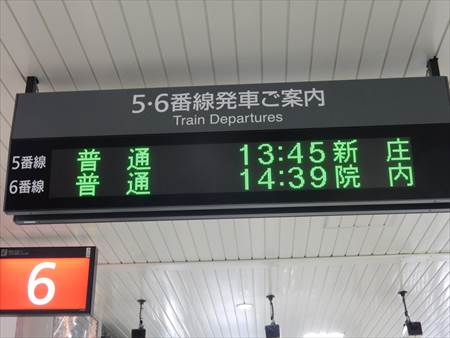 5・6番線発車ご案内
Train Departures
5番線 普通 13:45 新庄
6番線 普通 14:39 院内
6